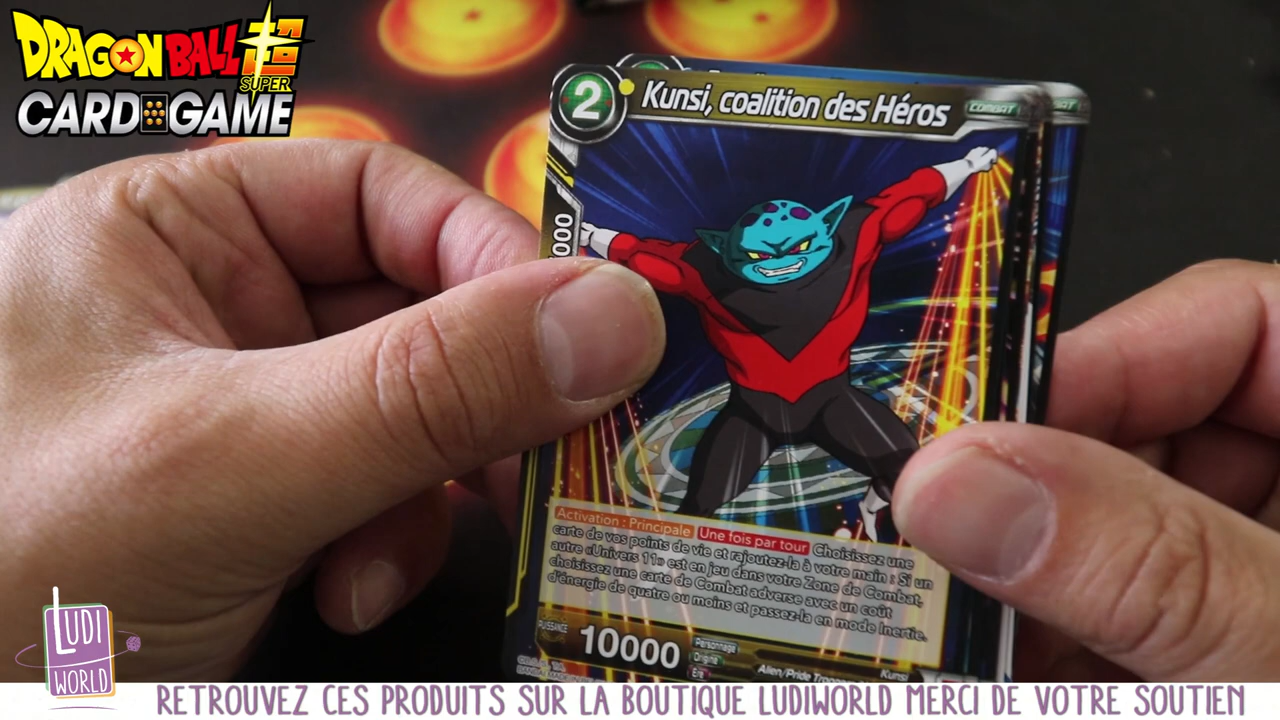 DRAGON BALL SUPER
CARD GAME
2
Kunsi, coalition des Héros
COMBAT
Activation : Principale Une fois par tour Choisissez une
carte de vos points de vie et rajoutez-la à votre main : Si un
autre «Univers 11» est en jeu dans votre Zone de Combat,
choisissez une carte de Combat adverse avec un coût
d'énergie de quatre ou moins et passez-la en mode Inertie.
PUISSANCE
10000
Personnage
Kunsi
Origine
Alien/Pride
Ere
LUDI
WORLD
RETROUVEZ CES PRODUITS SUR LA BOUTIQUE LUDIWORLD MERCI DE VOTRE SOUTIEN